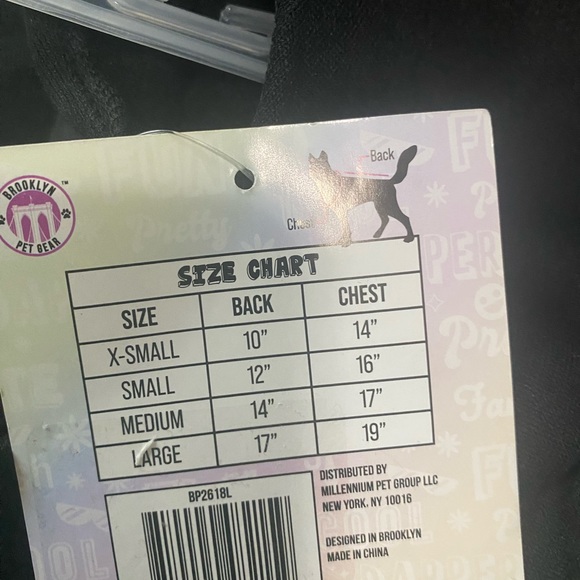 BROOKLYN
PET GEAR
™
Back
Chest
SIZE CHART
SIZE BACK CHEST
X-SMALL 10” 14”
SMALL 12” 16”
MEDIUM 14” 17”
LARGE 17” 19”
BP2618L
DISTRIBUTED BY
MILLENNIUM PET GROUP LLC
NEW YORK, NY 10016
DESIGNED IN BROOKLYN
MADE IN CHINA